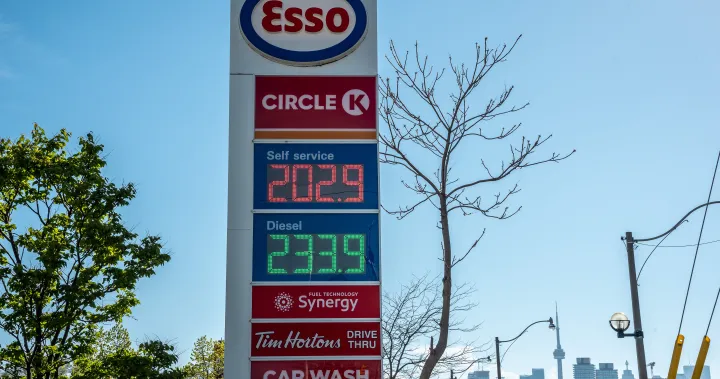 Esso
CIRCLE K
Self service
202.9
Diesel
233.9
FUEL TECHNOLOGY
Synergy
Tim Hortons DRIVE THRU
CAR WASH